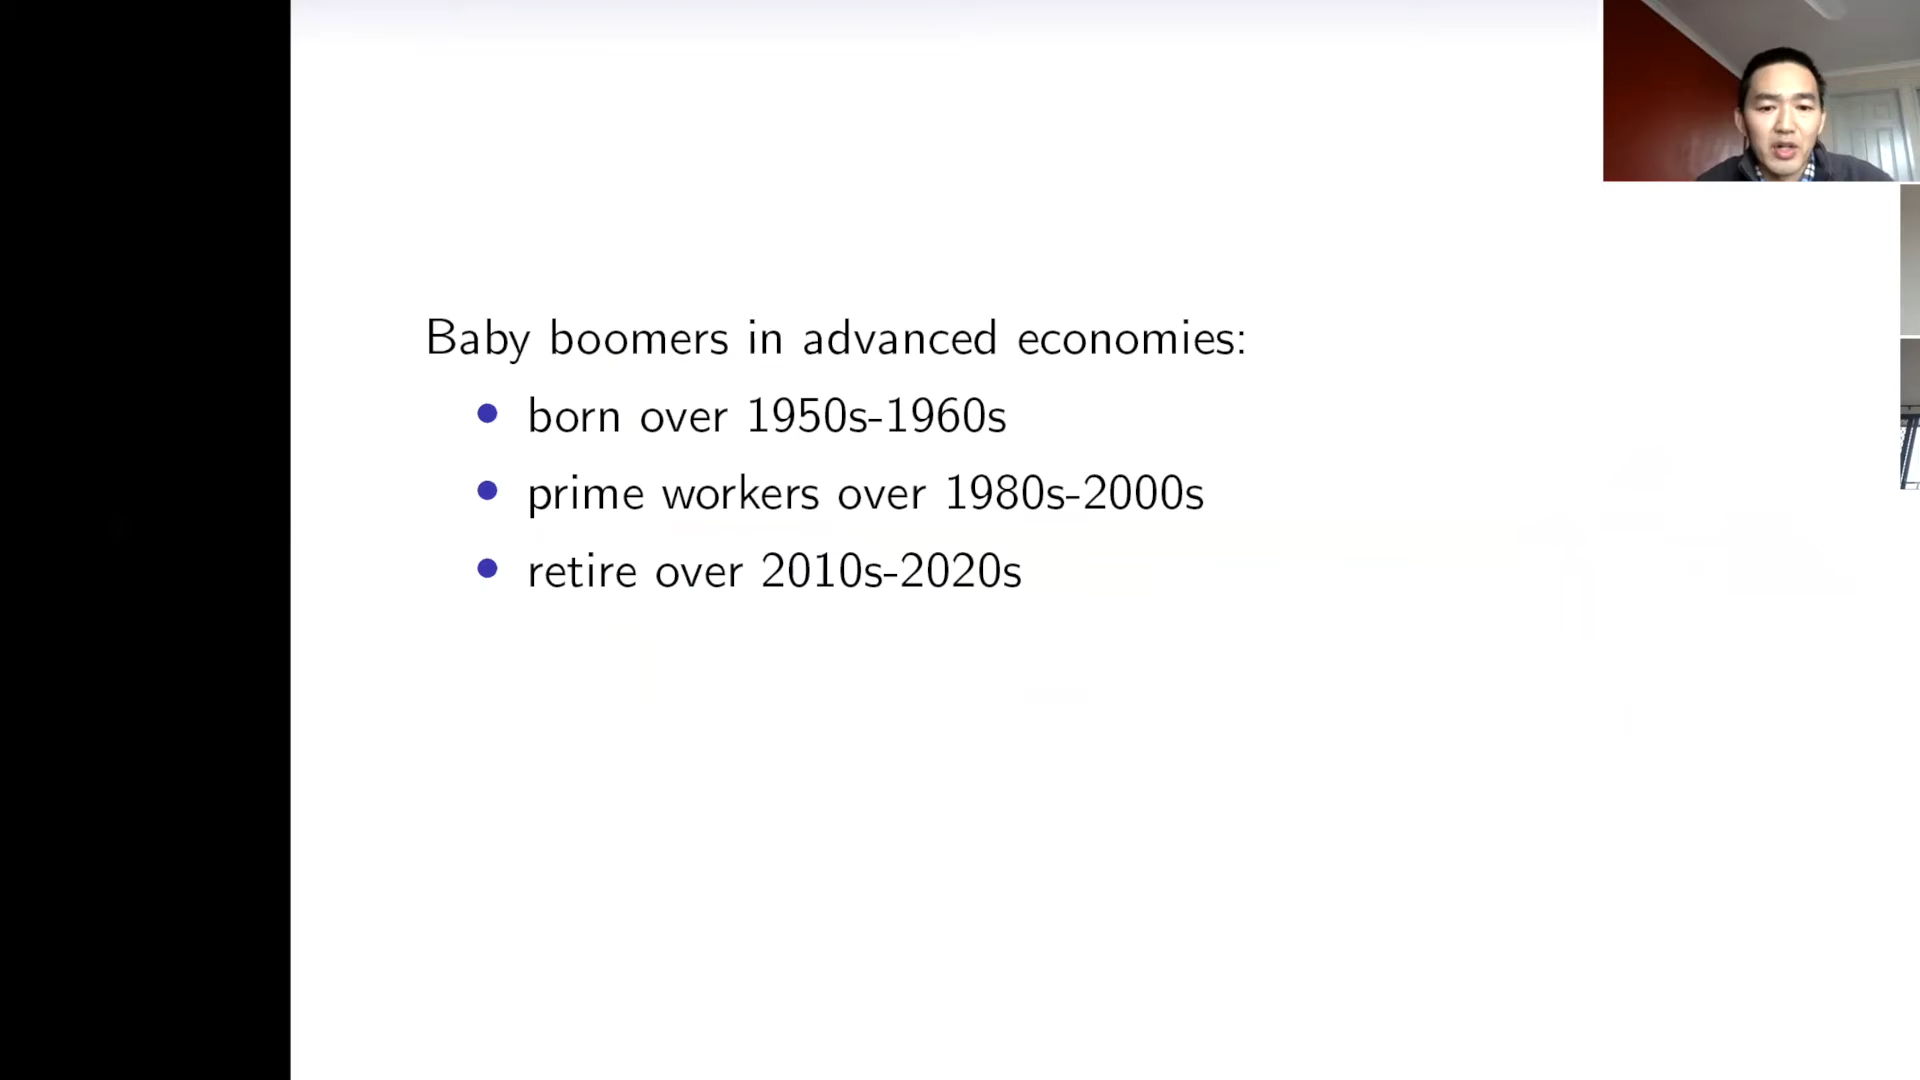 Baby boomers in advanced economies:
born over 1950s-1960s
prime workers over 1980s-2000s
retire over 2010s-2020s